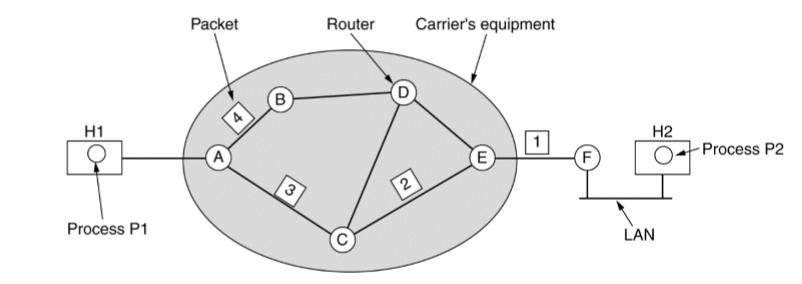 Packet
Router
Carrier's equipment
H1
A
B
D
4
3
2
C
E
1
F
H2
Process P1
Process P2
LAN